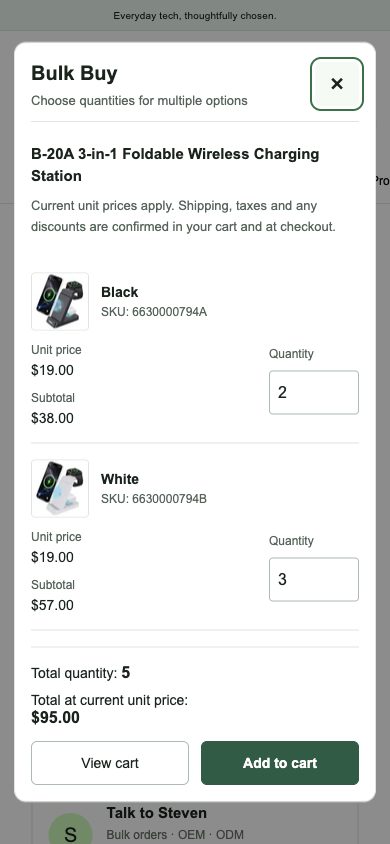 Everyday tech, thoughtfully chosen.
Bulk Buy
Choose quantities for multiple options
×
Pro
B-20A 3-in-1 Foldable Wireless Charging
Station
Current unit prices apply. Shipping, taxes and any
discounts are confirmed in your cart and at checkout.
Black
SKU: 6630000794A
Unit price
$19.00
Subtotal
$38.00
Quantity
2
White
SKU: 6630000794B
Unit price
$19.00
Subtotal
$57.00
Quantity
3
Total quantity: 5
Total at current unit price:
$95.00
View cart
Add to cart
S
Talk to Steven
Bulk orders · OEM · ODM